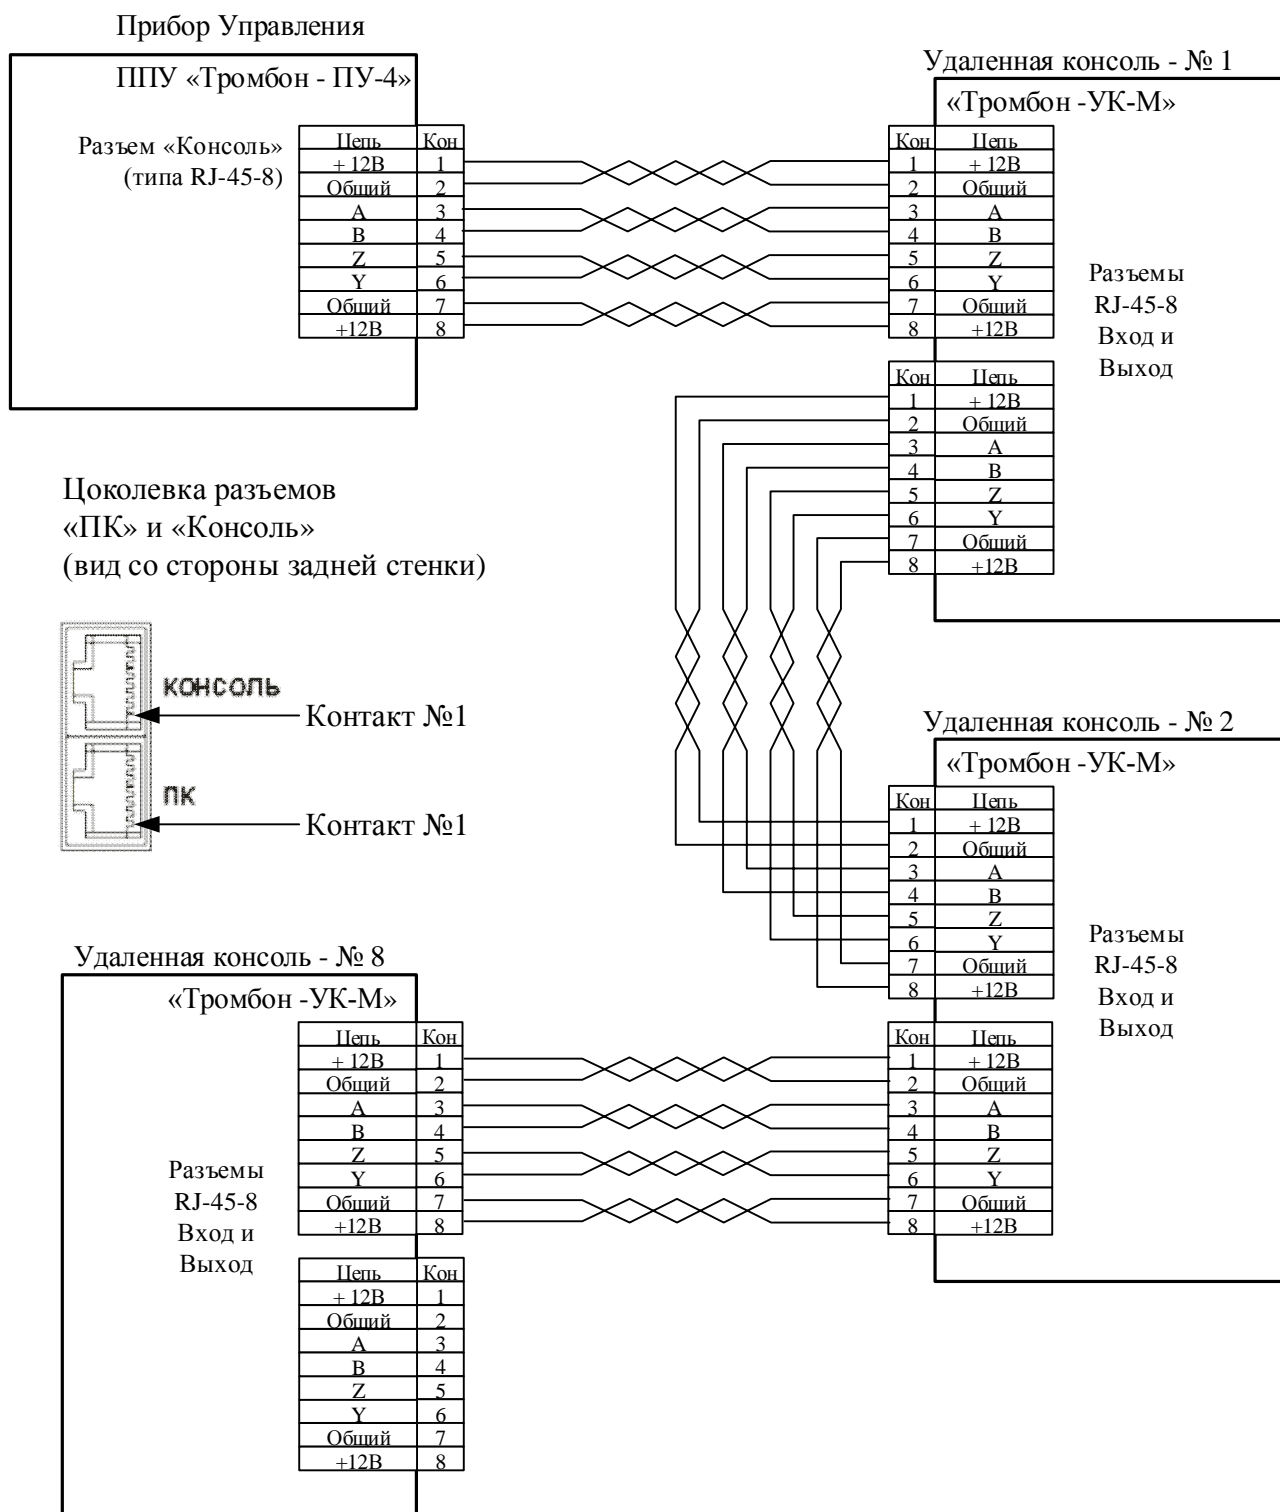 Прибор Управления
ППУ «Тромбон - ПУ-4»
Разъем «Консоль»
(типа RJ-45-8)
Цепь Кон
+ 12В 1
Общий 2
A 3
B 4
Z 5
Y 6
Общий 7
+12В 8
Удаленная консоль - № 1
«Тромбон -УК-М»
Кон Цепь
1 + 12В
2 Общий
3 A
4 B
5 Z
6 Y
7 Общий
8 +12В
Разъемы
RJ-45-8
Вход и
Выход
Кон Цепь
1 + 12В
2 Общий
3 A
4 B
5 Z
6 Y
7 Общий
8 +12В
Цоколевка разъемов
«ПК» и «Консоль»
(вид со стороны задней стенки)
КОНСОЛЬ
Контакт №1
ПК
Контакт №1
Удаленная консоль - № 2
«Тромбон -УК-М»
Кон Цепь
1 + 12В
2 Общий
3 A
4 B
5 Z
6 Y
7 Общий
8 +12В
Разъемы
RJ-45-8
Вход и
Выход
Кон Цепь
1 + 12В
2 Общий
3 A
4 B
5 Z
6 Y
7 Общий
8 +12В
Удаленная консоль - № 8
«Тромбон -УК-М»
Цепь Кон
+ 12В 1
Общий 2
A 3
B 4
Z 5
Y 6
Общий 7
+12В 8
Разъемы
RJ-45-8
Вход и
Выход
Цепь Кон
+ 12В 1
Общий 2
A 3
B 4
Z 5
Y 6
Общий 7
+12В 8